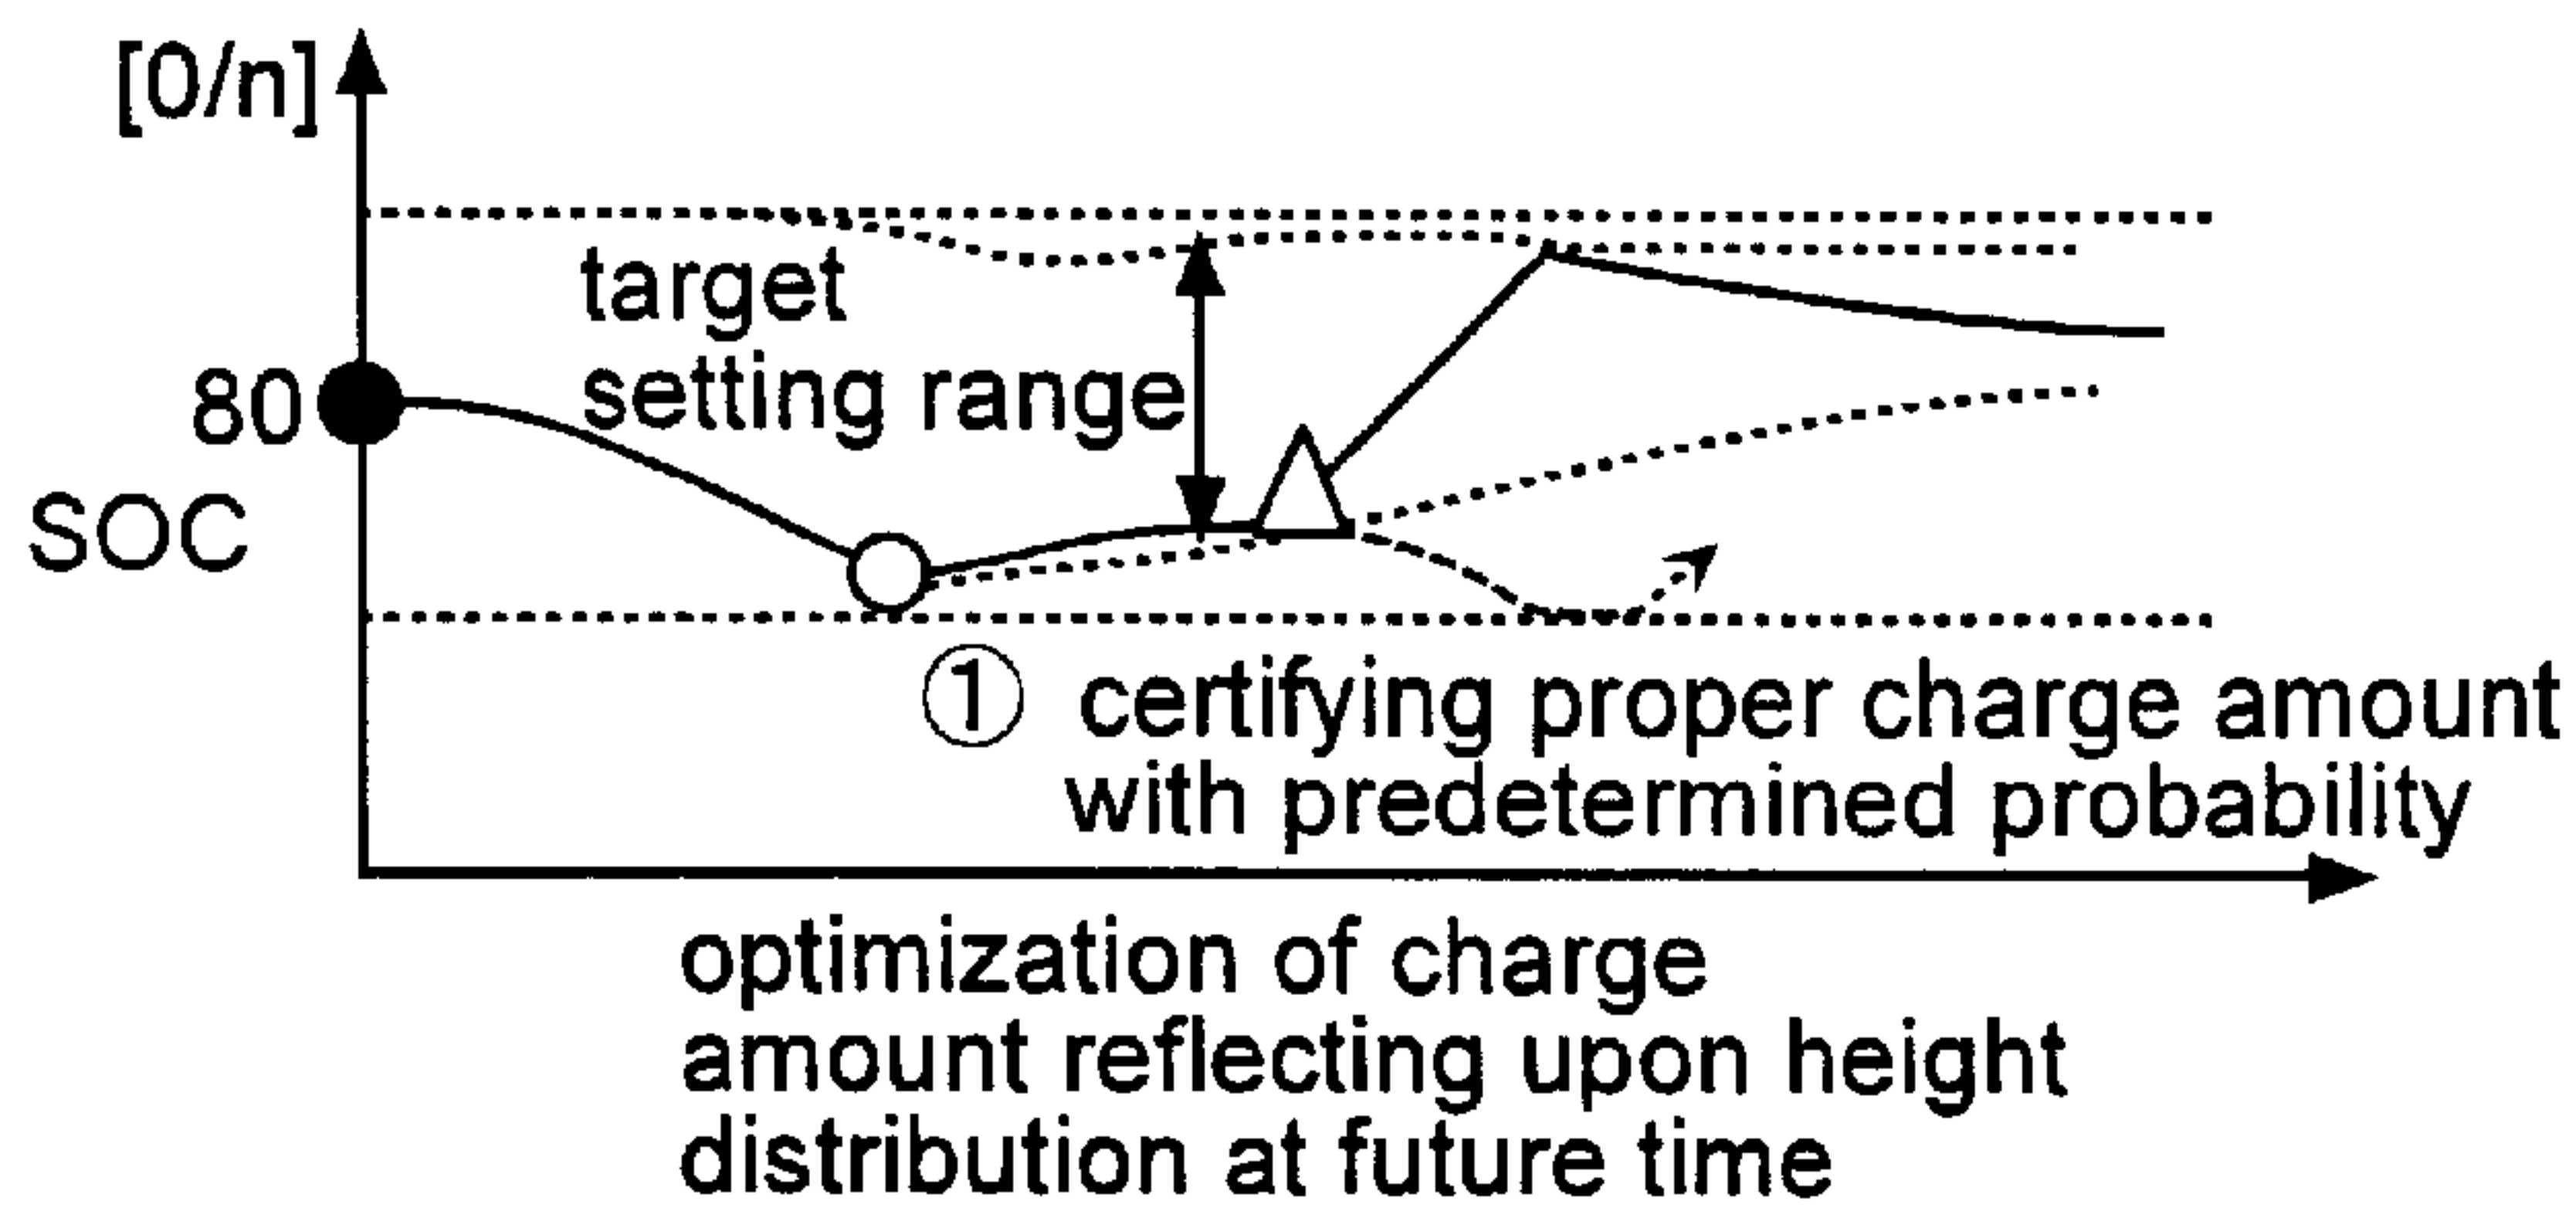 [0/n]
target
setting range
80
SOC
① certifying proper charge amount
with predetermined probability
optimization of charge
amount reflecting upon height
distribution at future time